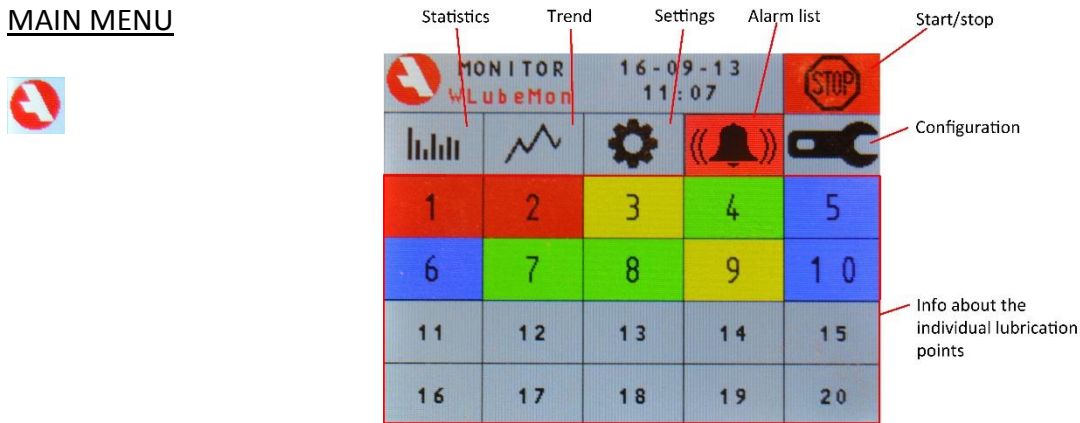 MAIN MENU
Statistics Trend Settings Alarm list Start/stop
MONITOR 16-09-13
WLubeMon 11:07
STOP
Configuration
1 2 3 4 5
6 7 8 9 10
Info about the
individual lubrication
points
11 12 13 14 15
16 17 18 19 20